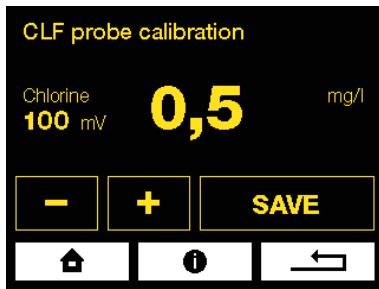 CLF probe calibration
Chlorine
100 mV
0,5
mg/l
− + SAVE